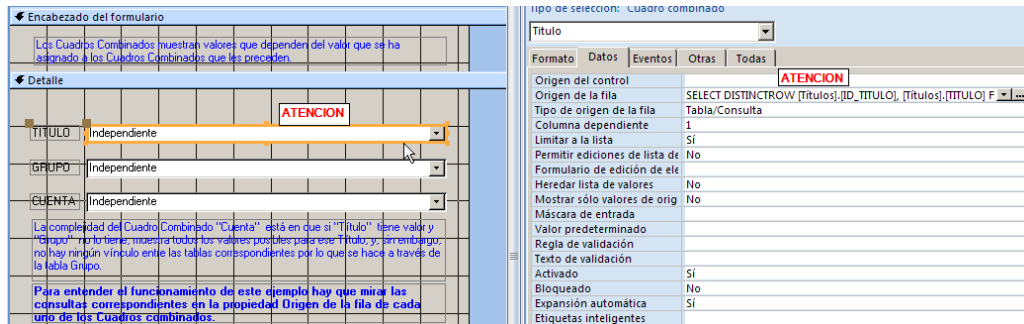 Encabezado del formulario
Los Cuadros Combinados muestran valores que dependen del valor que se ha
asignado a los Cuadros Combinados que les preceden.
Detalle
ATENCION
TITULO Independiente
GRUPO Independiente
CUENTA Independiente
La complejidad del Cuadro Combinado "Cuenta" está en que si "Título" tiene valor y
"Grupo" no lo tiene, muestra todos los valores posibles para ese Título, y, sin embargo,
no hay ningún vínculo entre las tablas correspondientes por lo que se hace a través de
la tabla Grupo.
Para entender el funcionamiento de este ejemplo hay que mirar las
consultas correspondientes en la propiedad Origen de la fila de cada
uno de los Cuadros combinados.
Tipo de selección: Cuadro combinado
Titulo
Formato Datos Eventos Otras Todas
Origen del control
ATENCION
Origen de la fila SELECT DISTINCTROW [Títulos].[ID_TITULO], [Títulos].[TITULO] F ...
Tipo de origen de la fila Tabla/Consulta
Columna dependiente 1
Limitar a la lista Sí
Permitir ediciones de lista de No
Formulario de edición de ele
Heredar lista de valores No
Mostrar sólo valores de orig No
Máscara de entrada
Valor predeterminado
Regla de validación
Texto de validación
Activado Sí
Bloqueado No
Expansión automática Sí
Etiquetas inteligentes